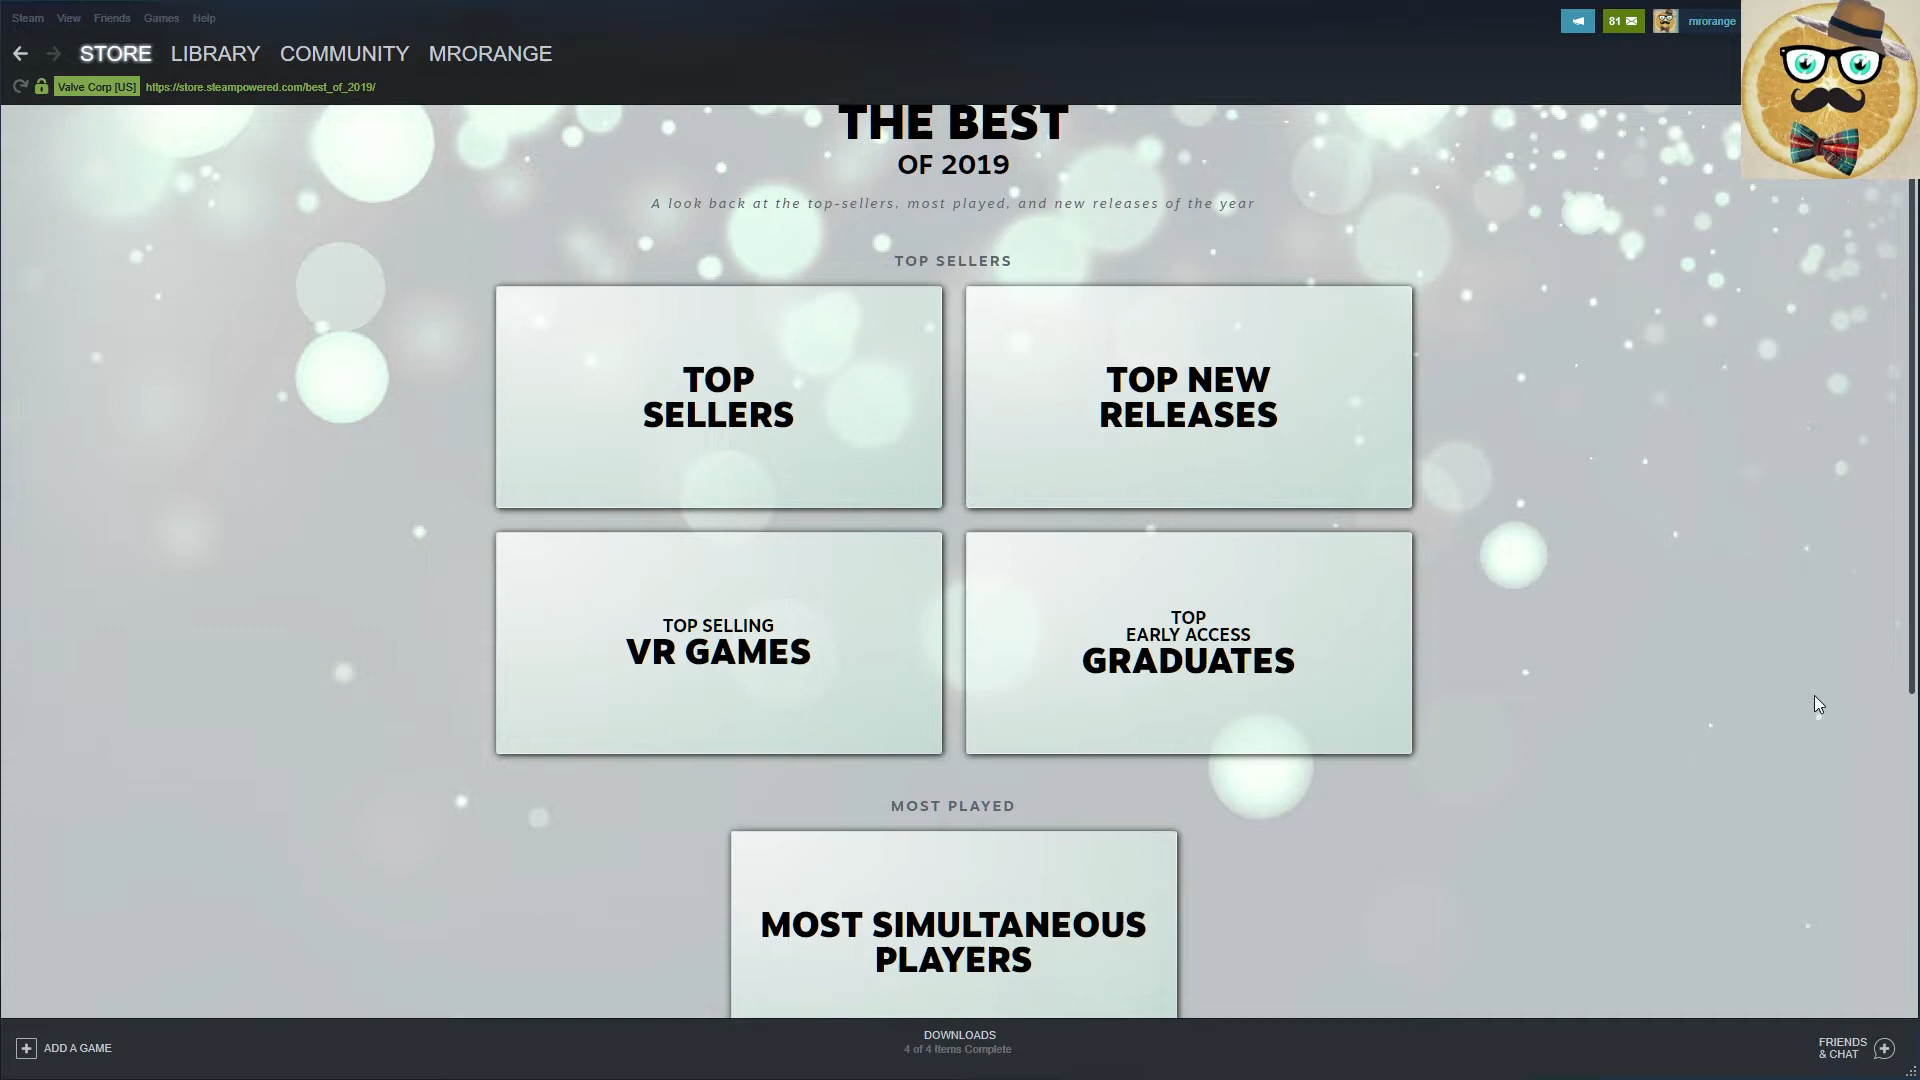 Steam View Friends Games Help
81
mrorange
STORE LIBRARY COMMUNITY MRORANGE
Valve Corp [US] https://store.steampowered.com/best_of_2019/
THE BEST
OF 2019
A look back at the top-sellers, most played, and new releases of the year
TOP SELLERS
TOP
SELLERS
TOP NEW
RELEASES
TOP SELLING
VR GAMES
TOP
EARLY ACCESS
GRADUATES
MOST PLAYED
MOST SIMULTANEOUS
PLAYERS
ADD A GAME
DOWNLOADS
4 of 4 Items Complete
FRIENDS
& CHAT